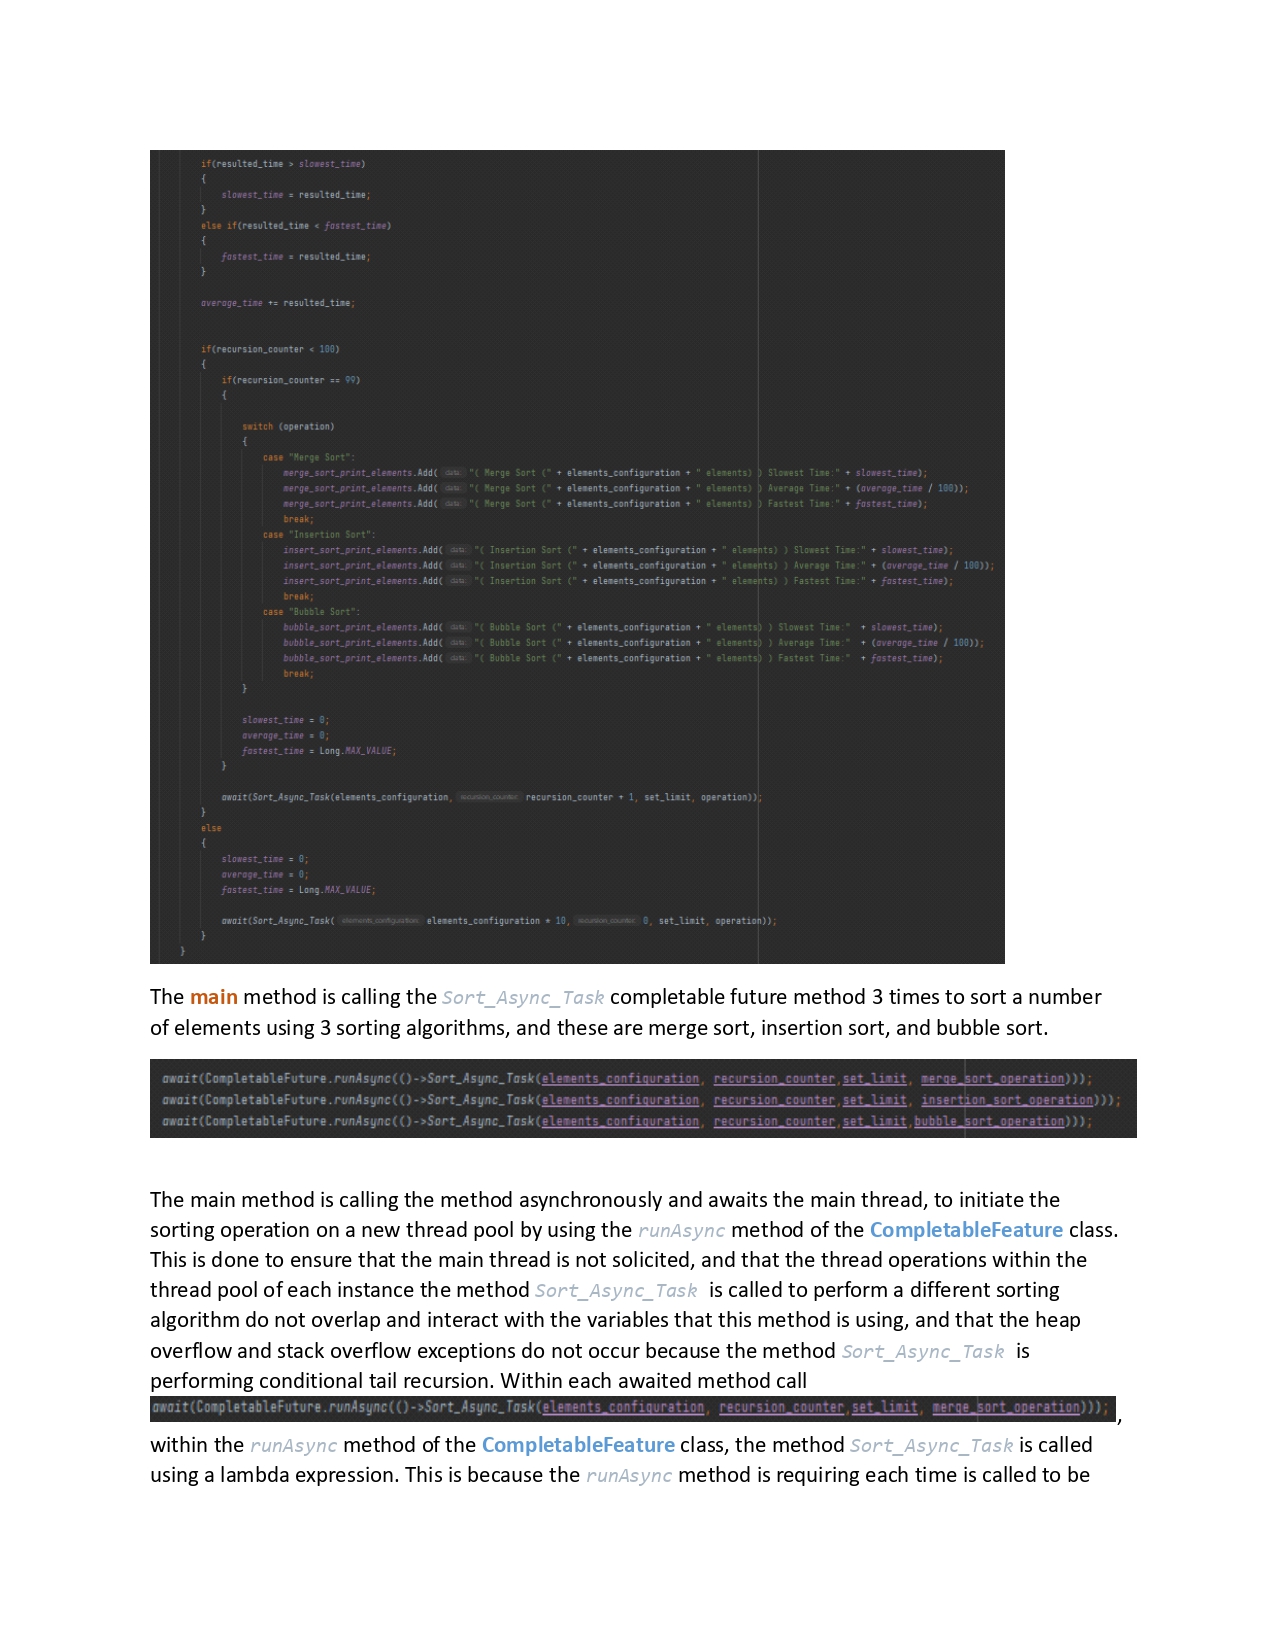 if(resulted_time > slowest_time)
{
slowest_time = resulted_time;
}
else if(resulted_time < fastest_time)
{
fastest_time = resulted_time;
}
average_time += resulted_time;
if(recursion_counter < 100)
{
if(recursion_counter == 99)
{
switch (operation)
{
case "Merge Sort":
merge_sort_print_elements.Add( data: "( Merge Sort (" + elements_configuration + " elements) ) Slowest Time:" + slowest_time);
merge_sort_print_elements.Add( data: "( Merge Sort (" + elements_configuration + " elements) ) Average Time:" + (average_time / 100));
merge_sort_print_elements.Add( data: "( Merge Sort (" + elements_configuration + " elements) ) Fastest Time:" + fastest_time);
break;
case "Insertion Sort":
insert_sort_print_elements.Add( data: "( Insertion Sort (" + elements_configuration + " elements) ) Slowest Time:" + slowest_time);
insert_sort_print_elements.Add( data: "( Insertion Sort (" + elements_configuration + " elements) ) Average Time:" + (average_time / 100));
insert_sort_print_elements.Add( data: "( Insertion Sort (" + elements_configuration + " elements) ) Fastest Time:" + fastest_time);
break;
case "Bubble Sort":
bubble_sort_print_elements.Add( data: "( Bubble Sort (" + elements_configuration + " elements) ) Slowest Time:" + slowest_time);
bubble_sort_print_elements.Add( data: "( Bubble Sort (" + elements_configuration + " elements) ) Average Time:" + (average_time / 100));
bubble_sort_print_elements.Add( data: "( Bubble Sort (" + elements_configuration + " elements) ) Fastest Time:" + fastest_time);
break;
}
slowest_time = 0;
average_time = 0;
fastest_time = Long.MAX_VALUE;
}
await(Sort_Async_Task(elements_configuration, recursion_counter: recursion_counter + 1, set_limit, operation));
}
else
{
slowest_time = 0;
average_time = 0;
fastest_time = Long.MAX_VALUE;
await(Sort_Async_Task( elements_configuration: elements_configuration * 10, recursion_counter: 0, set_limit, operation));
}
}
The main method is calling the Sort_Async_Task completable future method 3 times to sort a number
of elements using 3 sorting algorithms, and these are merge sort, insertion sort, and bubble sort.
await(CompletableFuture.runAsync(()->Sort_Async_Task(elements_configuration, recursion_counter,set_limit, merge_sort_operation)));
await(CompletableFuture.runAsync(()->Sort_Async_Task(elements_configuration, recursion_counter,set_limit, insertion_sort_operation)));
await(CompletableFuture.runAsync(()->Sort_Async_Task(elements_configuration, recursion_counter,set_limit,bubble_sort_operation)));
The main method is calling the method asynchronously and awaits the main thread, to initiate the
sorting operation on a new thread pool by using the runAsync method of the CompletableFeature class.
This is done to ensure that the main thread is not solicited, and that the thread operations within the
thread pool of each instance the method Sort_Async_Task is called to perform a different sorting
algorithm do not overlap and interact with the variables that this method is using, and that the heap
overflow and stack overflow exceptions do not occur because the method Sort_Async_Task is
performing conditional tail recursion. Within each awaited method call
await(CompletableFuture.runAsync(()->Sort_Async_Task(elements_configuration, recursion_counter,set_limit, merge_sort_operation))); ,
within the runAsync method of the CompletableFeature class, the method Sort_Async_Task is called
using a lambda expression. This is because the runAsync method is requiring each time is called to be